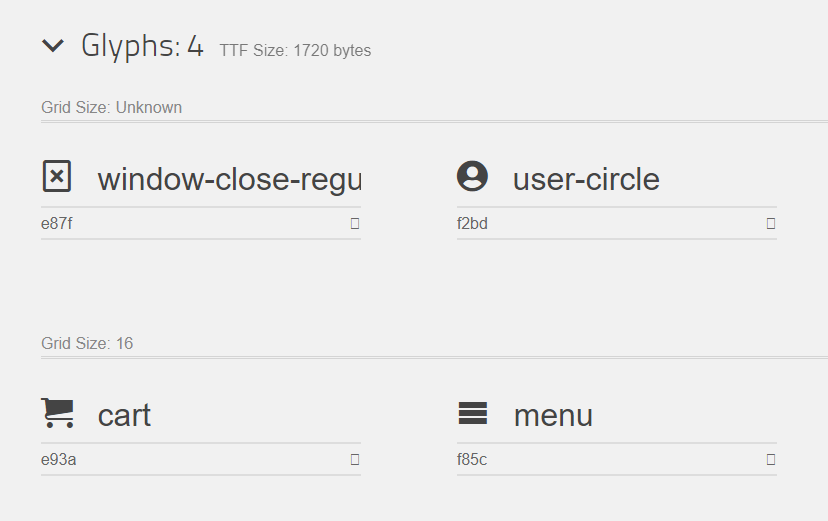 Glyphs: 4 TTF Size: 1720 bytes
Grid Size: Unknown
window-close-regu
user-circle
e87f
f2bd
Grid Size: 16
cart
menu
e93a
f85c